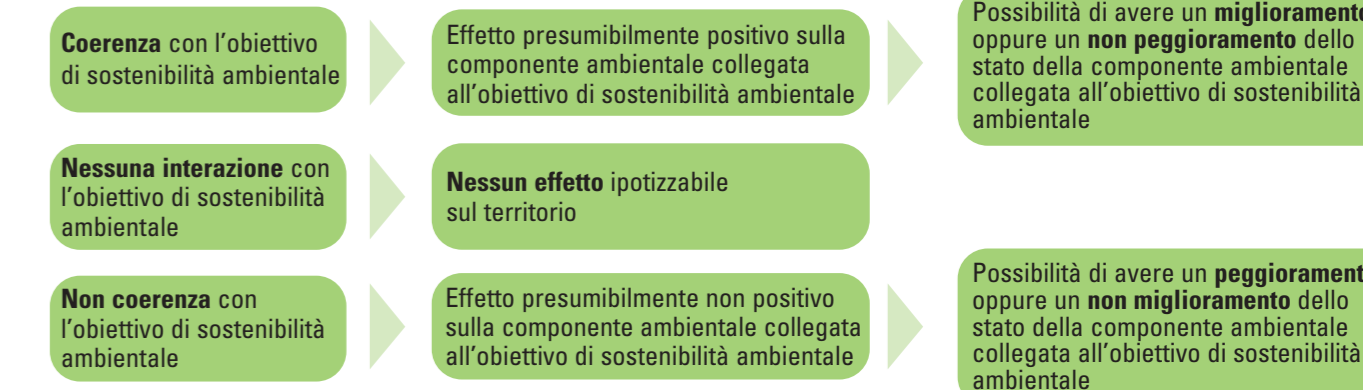 Coerenza con l’obiettivo
di sostenibilità ambientale
Effetto presumibilmente positivo sulla
componente ambientale collegata
all’obiettivo di sostenibilità ambientale
Possibilità di avere un miglioramento
oppure un non peggioramento dello
stato della componente ambientale
collegata all’obiettivo di sostenibilità
ambientale
Nessuna interazione con
l’obiettivo di sostenibilità
ambientale
Nessun effetto ipotizzabile
sul territorio
Non coerenza con
l’obiettivo di sostenibilità
ambientale
Effetto presumibilmente non positivo
sulla componente ambientale collegata
all’obiettivo di sostenibilità ambientale
Possibilità di avere un peggiorament
oppure un non miglioramento dello
stato della componente ambientale
collegata all’obiettivo di sostenibilità
ambientale